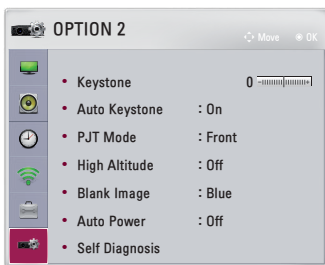 OPTION 2
Move OK
• Keystone 0
• Auto Keystone : On
• PJT Mode : Front
• High Altitude : Off
• Blank Image : Blue
• Auto Power : Off
• Self Diagnosis